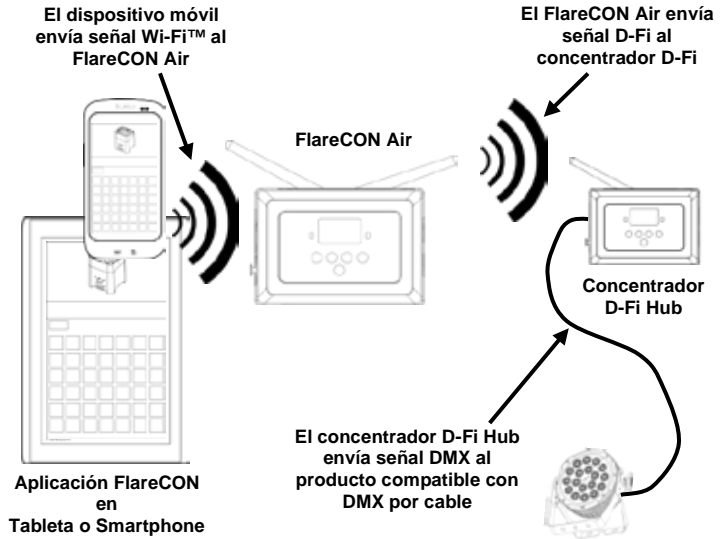 El dispositivo móvil
envía señal Wi-Fi™ al
FlareCON Air
El FlareCON Air envía
señal D-Fi al
concentrador D-Fi
FlareCON Air
Concentrador
D-Fi Hub
El concentrador D-Fi Hub
envía señal DMX al
producto compatible con
DMX por cable
Aplicación FlareCON
en
Tableta o Smartphone